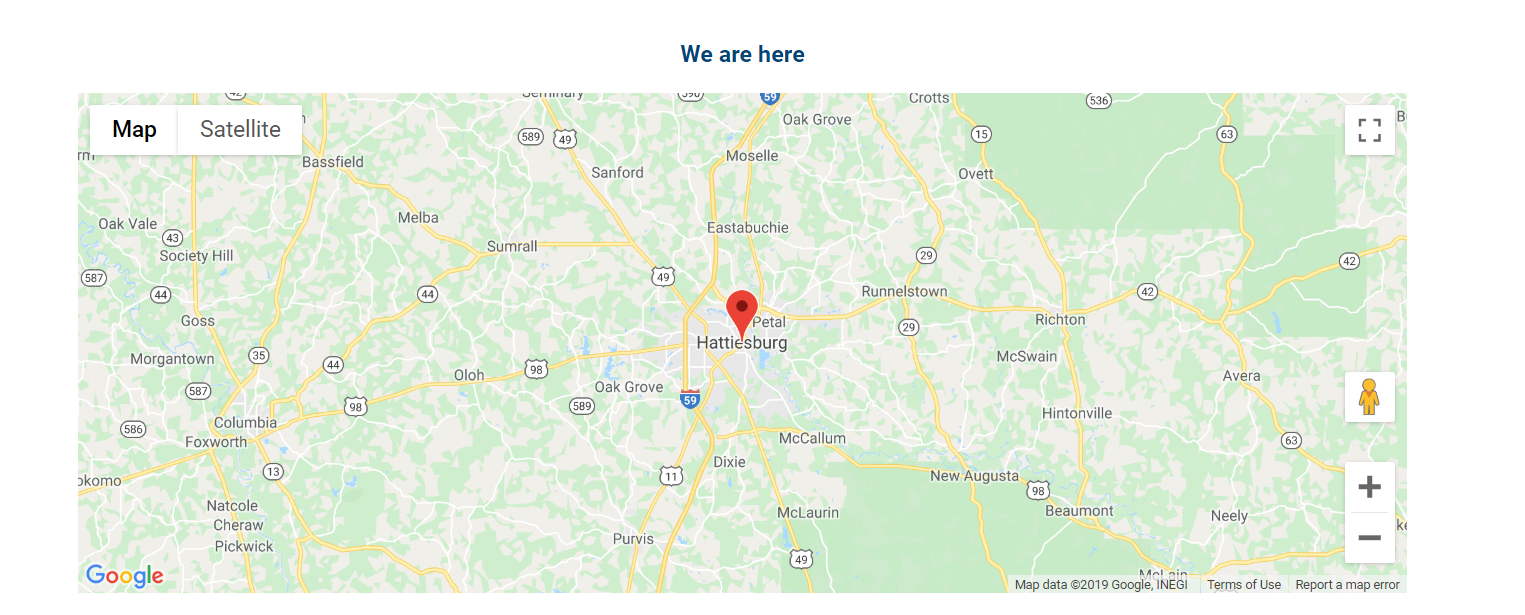 We are here
Map
Satellite
Seminary
590
59
Crotts
536
42
589
49
Oak Grove
15
63
Bassfield
Moselle
Sanford
Ovett
Melba
Oak Vale
43
Eastabuchie
Sumrall
Society Hill
29
42
587
49
44
44
Runnelstown
42
Goss
Petal
Richton
29
Hattiesburg
Morgantown
35
McSwain
44
98
Oloh
Avera
587
Oak Grove
59
98
589
Hintonville
Columbia
586
Foxworth
McCallum
63
Dixie
13
11
New Augusta
okomo
98
Natcole
McLaurin
Beaumont
Neely
Cheraw
Purvis
Pickwick
49
McLain
Google
Map data ©2019 Google, INEGI
Terms of Use
Report a map error